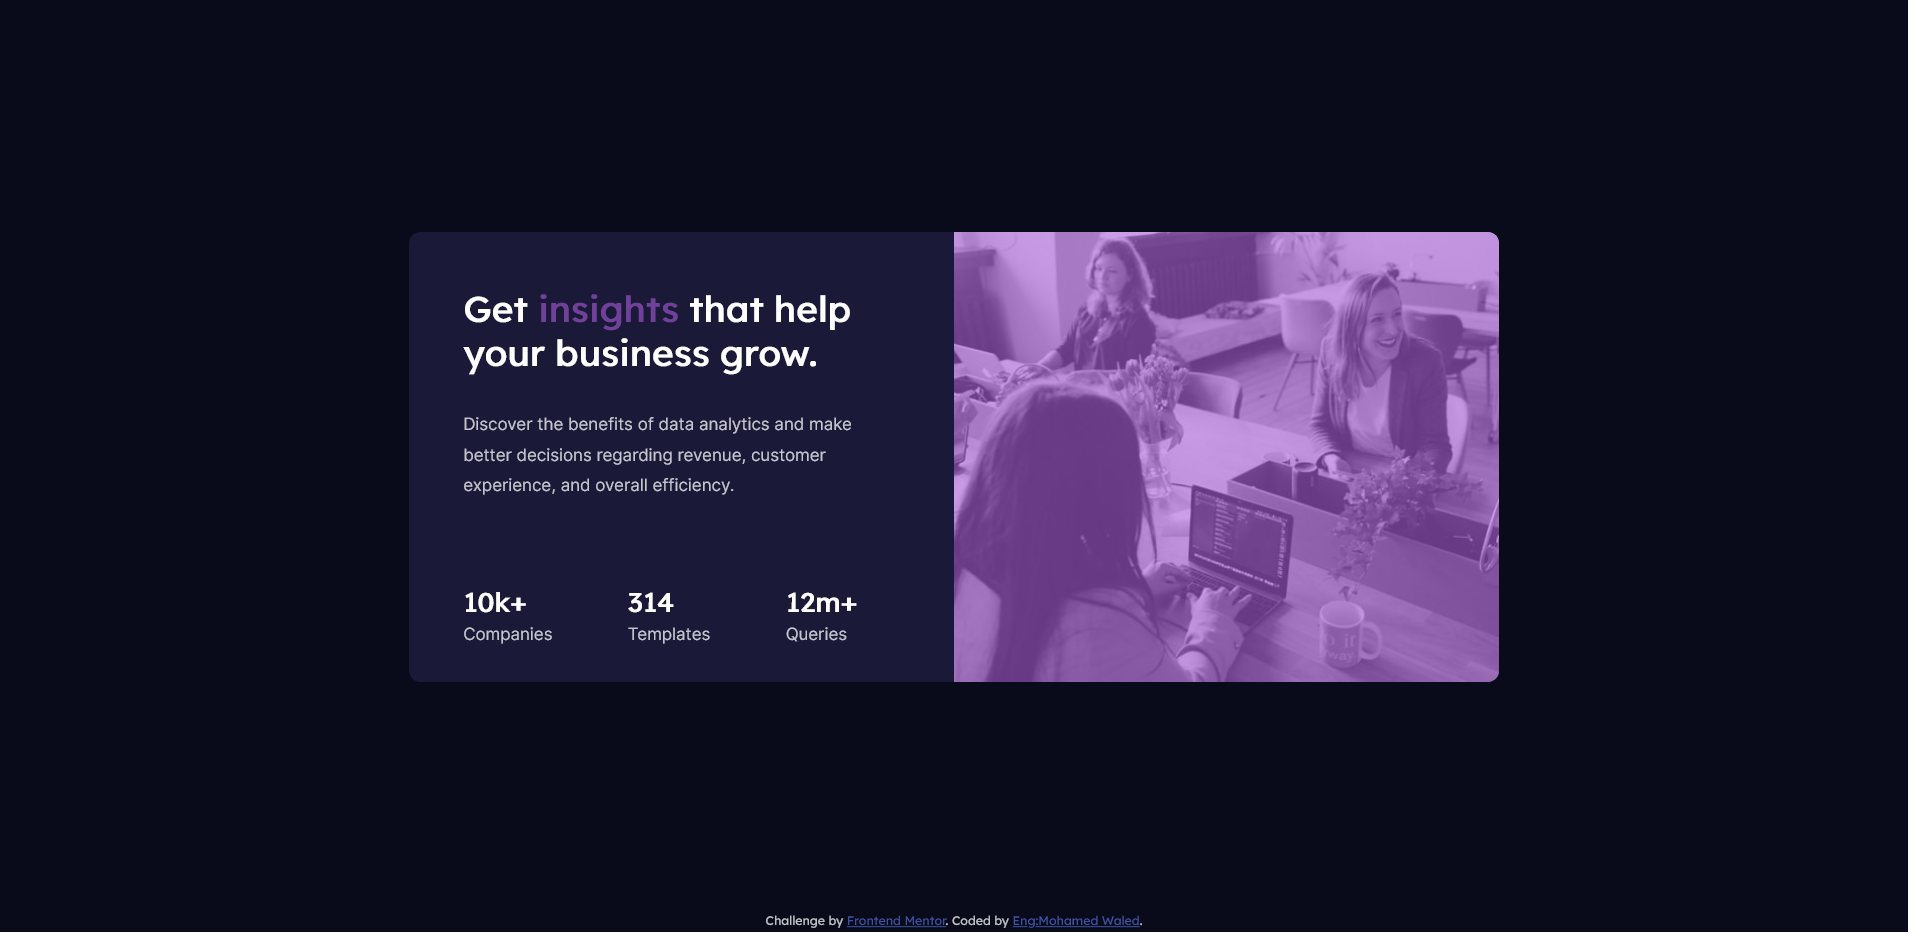 Get insights that help
your business grow.
Discover the benefits of data analytics and make
better decisions regarding revenue, customer
experience, and overall efficiency.
10k+
Companies
314
Templates
12m+
Queries
Challenge by Frontend Mentor. Coded by Eng:Mohamed Waled.